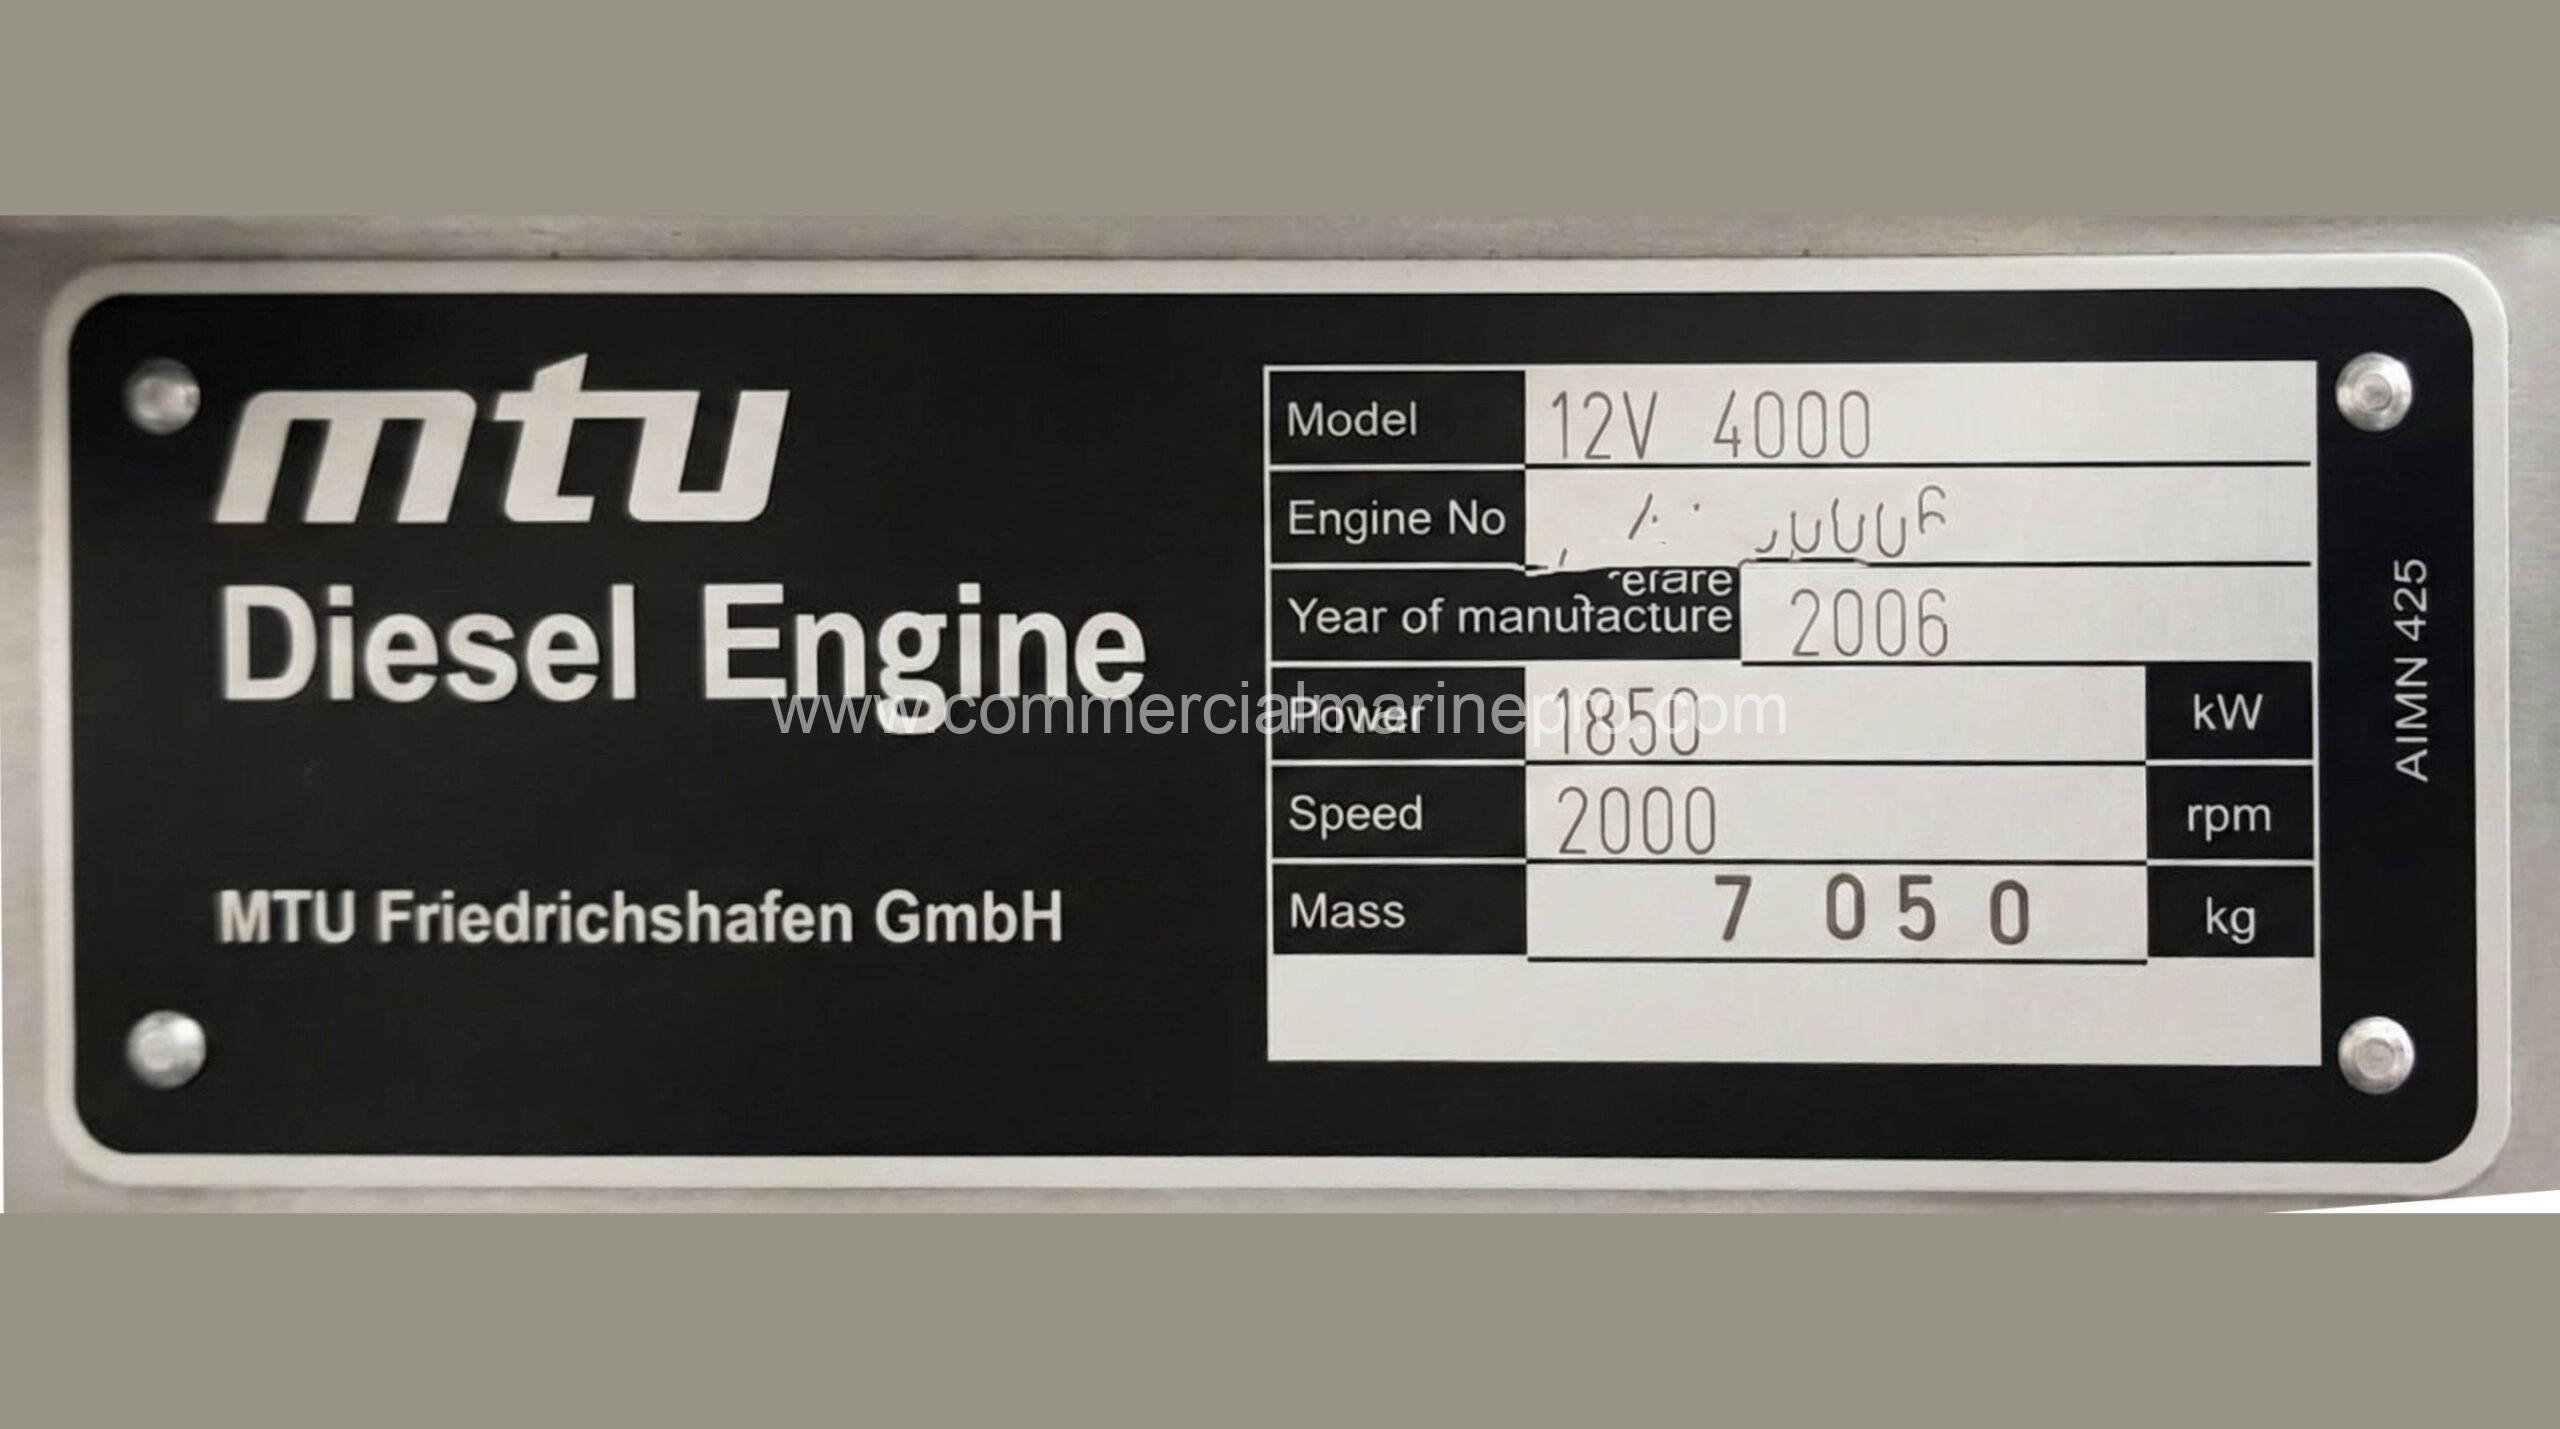 mtu
Diesel Engine
MTU Friedrichshafen GmbH
Model 12V 4000
Engine No
Year of manufacture 2006
Power 1850 kW
Speed 2000 rpm
Mass 7 0 5 0 kg
AIMN 425
www.commercialmarinepro.com